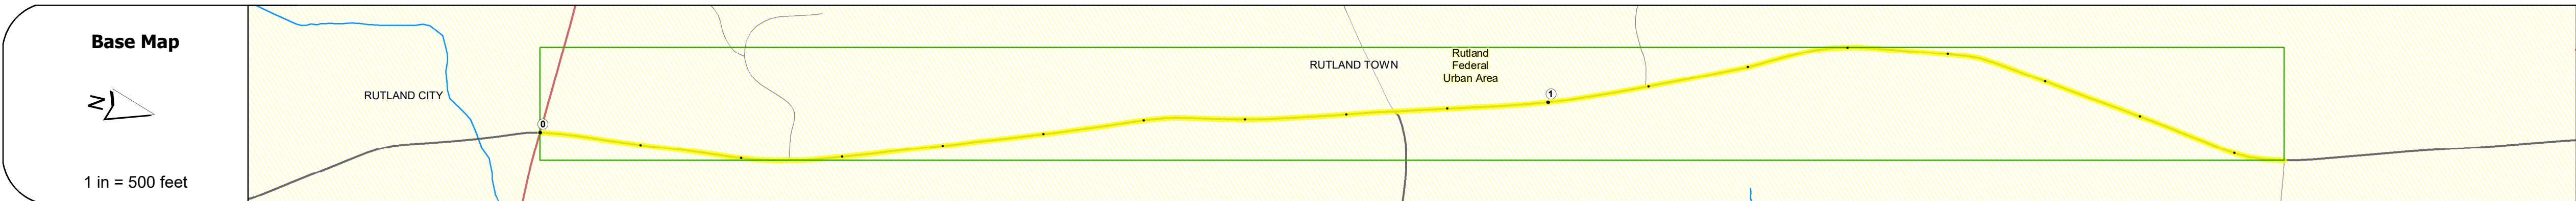 Base Map
N
1 in = 500 feet
RUTLAND CITY
0
RUTLAND TOWN
Rutland
Federal
Urban Area
1